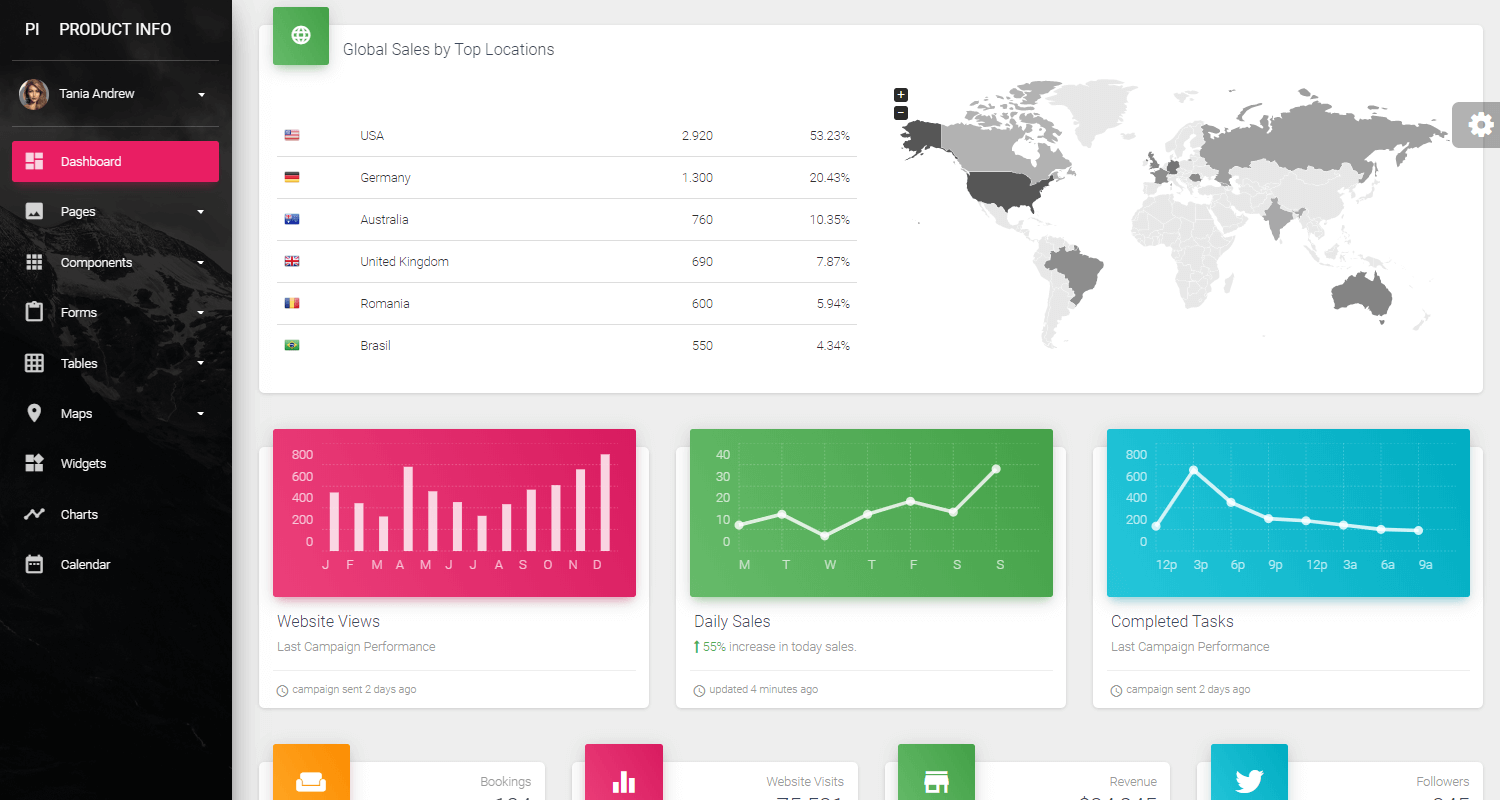 PI PRODUCT INFO
Tania Andrew
Dashboard
Pages
Components
Forms
Tables
Maps
Widgets
Charts
Calendar
Global Sales by Top Locations
USA 2.920 53.23%
Germany 1.300 20.43%
Australia 760 10.35%
United Kingdom 690 7.87%
Romania 600 5.94%
Brasil 550 4.34%
+
−
800
600
400
200
0
J F M A M J J A S O N D
Website Views
Last Campaign Performance
campaign sent 2 days ago
40
30
20
10
0
M T W T F S S
Daily Sales
55% increase in today sales.
updated 4 minutes ago
800
600
400
200
0
12p 3p 6p 9p 12p 3a 6a 9a
Completed Tasks
Last Campaign Performance
campaign sent 2 days ago
Bookings
Website Visits
Revenue
Followers